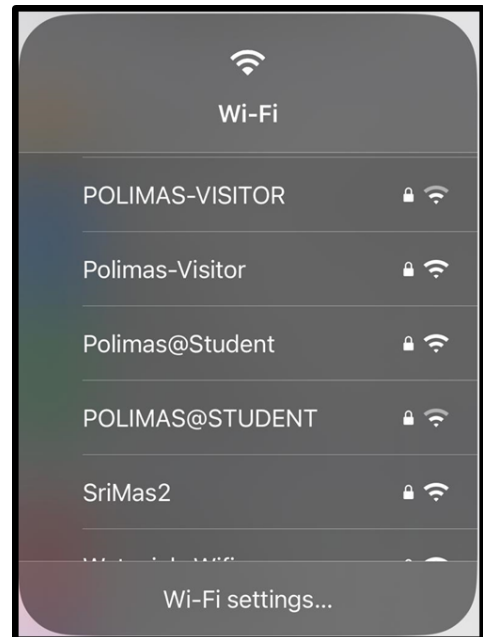 Wi-Fi
POLIMAS-VISITOR
Polimas-Visitor
Polimas@Student
POLIMAS@STUDENT
SriMas2
Wi-Fi settings...